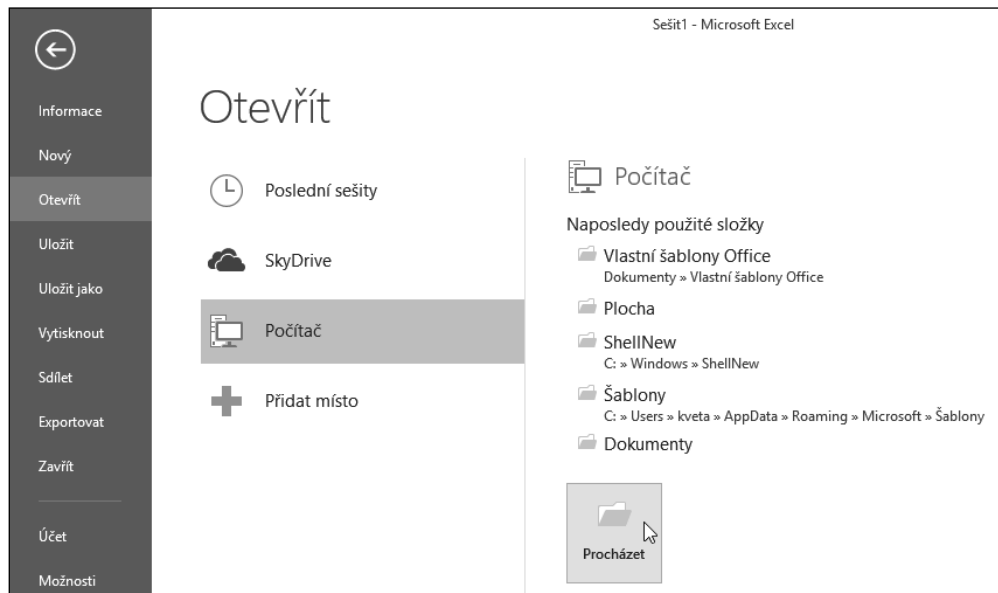 Sešit1 - Microsoft Excel
Informace
Nový
Otevřít
Uložit
Uložit jako
Vytisknout
Sdílet
Exportovat
Zavřít
Účet
Možnosti
Otevřít
Poslední sešity
SkyDrive
Počítač
Přidat místo
Počítač
Naposledy použité složky
Vlastní šablony Office
Dokumenty » Vlastní šablony Office
Plocha
ShellNew
C: » Windows » ShellNew
Šablony
C: » Users » kveta » AppData » Roaming » Microsoft » Šablony
Dokumenty
Procházet